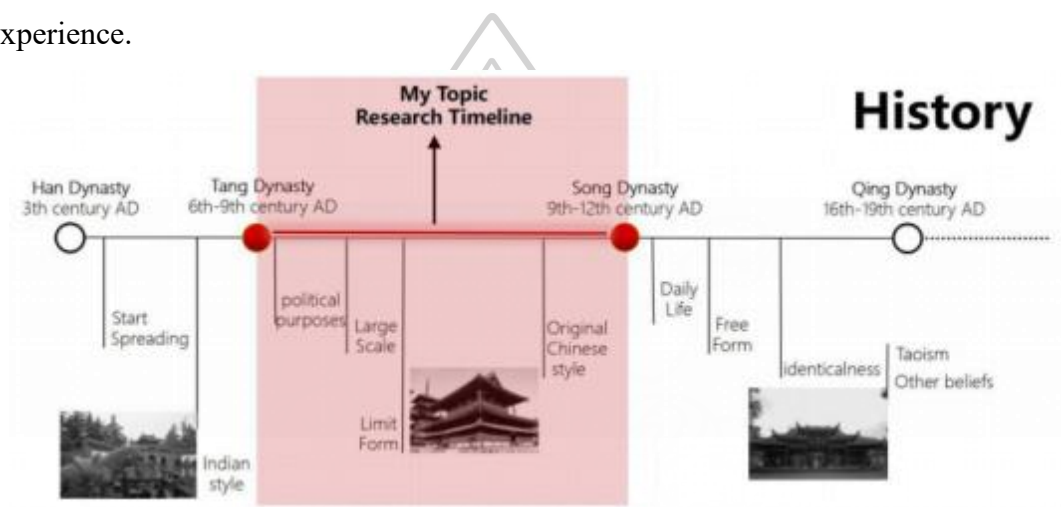 xperience.
My Topic
Research Timeline
History
Han Dynasty
3th century AD
Tang Dynasty
6th-9th century AD
Song Dynasty
9th-12th century AD
Qing Dynasty
16th-19th century AD
Start
Spreading
Indian
style
political
purposes
Large
Scale
Limit
Form
Original
Chinese
style
Daily
Life
Free
Form
identicalness
Taoism
Other beliefs